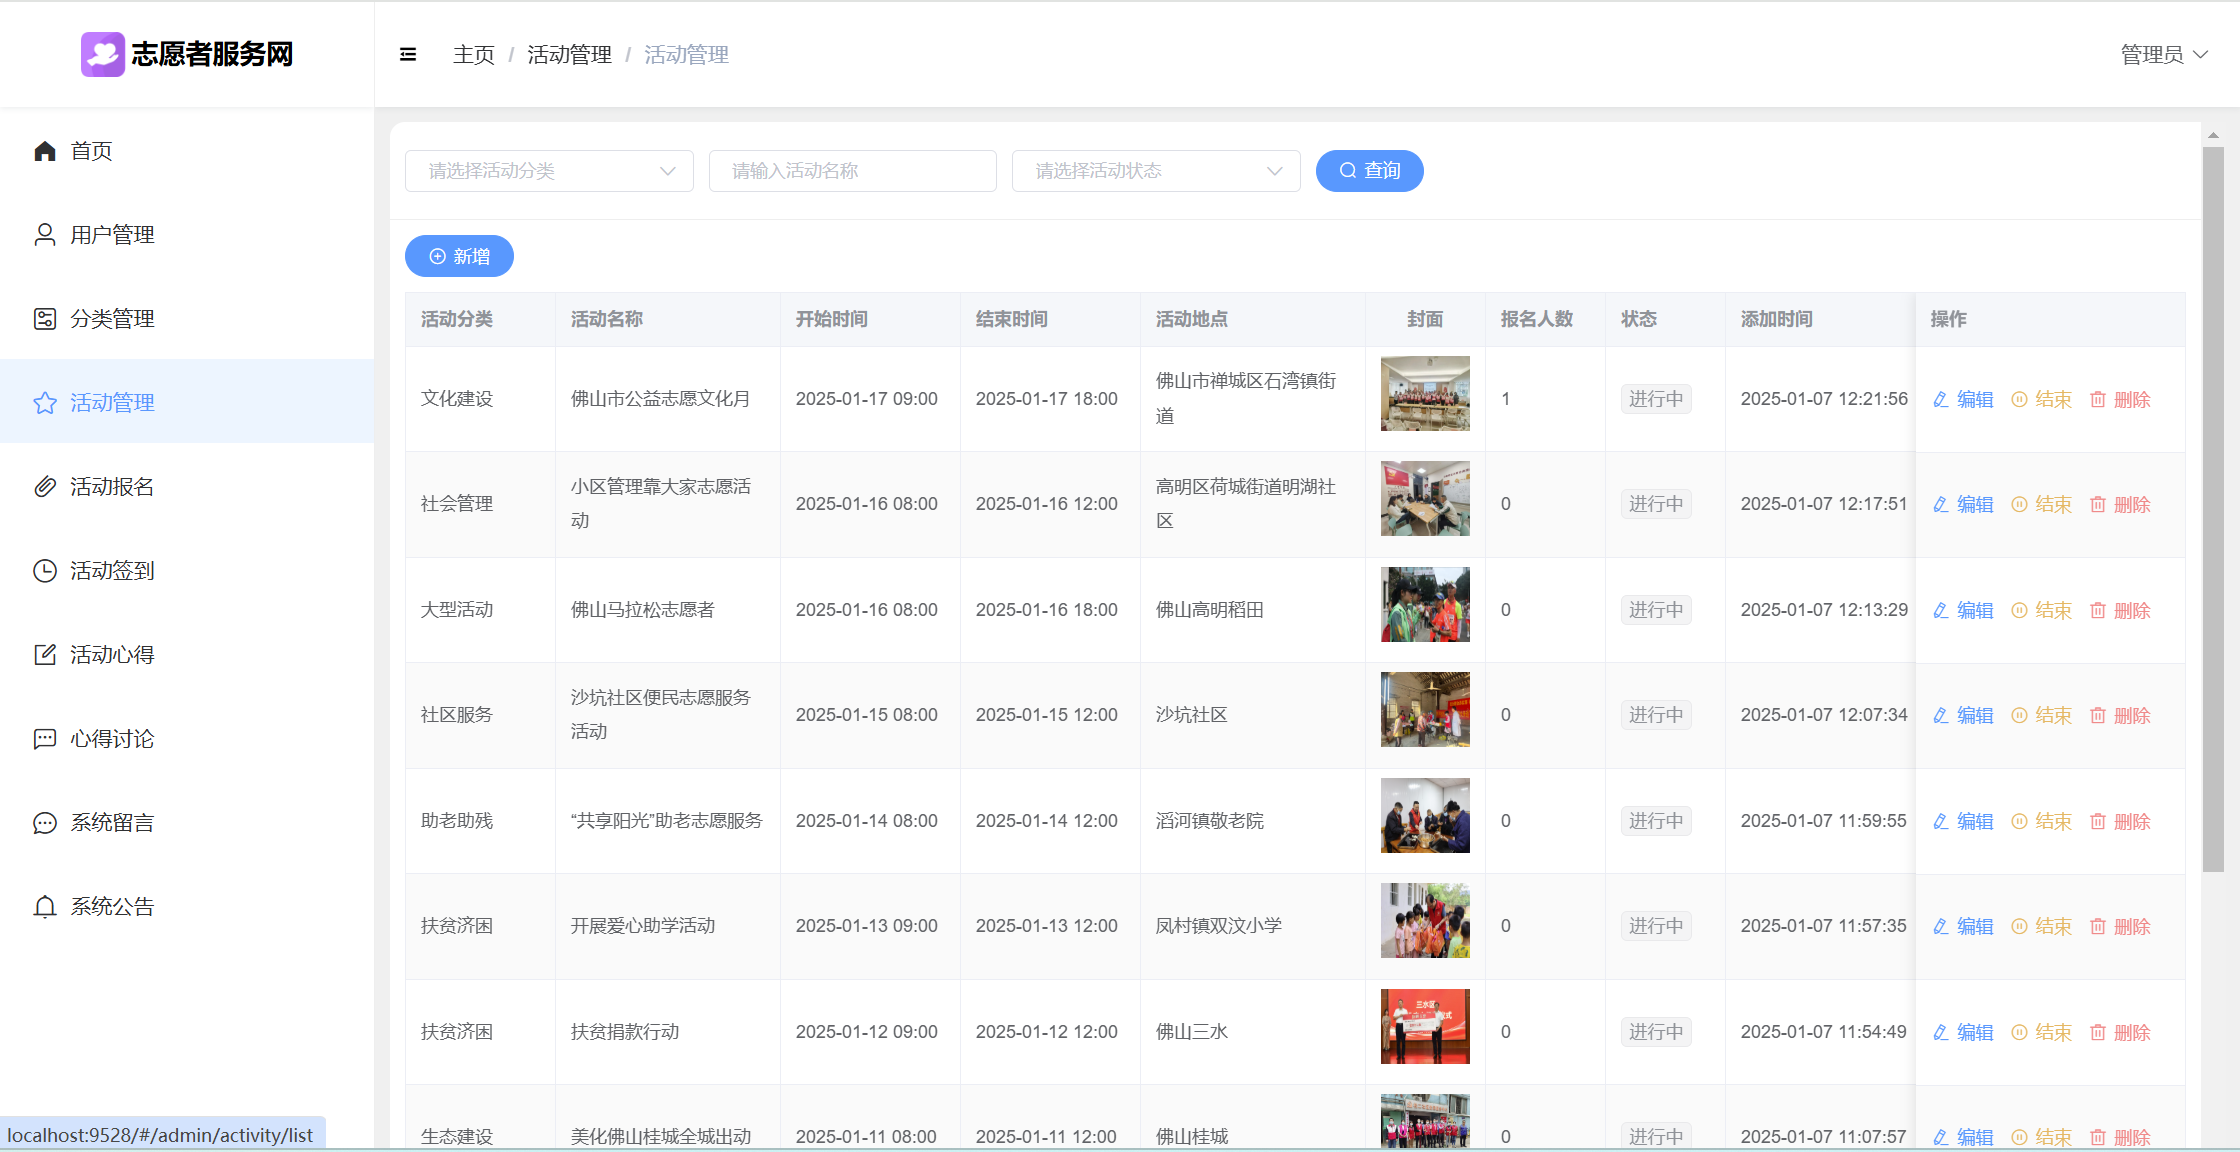 志愿者服务网
主页 / 活动管理 / 活动管理
管理员
首页
用户管理
分类管理
活动管理
活动报名
活动签到
活动心得
心得讨论
系统留言
系统公告
请选择活动分类
请输入活动名称
请选择活动状态
查询
新增
活动分类 活动名称 开始时间 结束时间 活动地点 封面 报名人数 状态 添加时间 操作
文化建设 佛山市公益志愿文化月 2025-01-17 09:00 2025-01-17 18:00 佛山市禅城区石湾镇街
道
1 进行中 2025-01-07 12:21:56 编辑 结束 删除
社会管理 小区管理靠大家志愿活
动
2025-01-16 08:00 2025-01-16 12:00 高明区荷城街道明湖社
区
0 进行中 2025-01-07 12:17:51 编辑 结束 删除
大型活动 佛山马拉松志愿者 2025-01-16 08:00 2025-01-16 18:00 佛山高明稻田 0 进行中 2025-01-07 12:13:29 编辑 结束 删除
社区服务 沙坑社区便民志愿服务
活动
2025-01-15 08:00 2025-01-15 12:00 沙坑社区 0 进行中 2025-01-07 12:07:34 编辑 结束 删除
助老助残 “共享阳光”助老志愿服务 2025-01-14 08:00 2025-01-14 12:00 滔河镇敬老院 0 进行中 2025-01-07 11:59:55 编辑 结束 删除
扶贫济困 开展爱心助学活动 2025-01-13 09:00 2025-01-13 12:00 凤村镇双汶小学 0 进行中 2025-01-07 11:57:35 编辑 结束 删除
扶贫济困 扶贫捐款行动 2025-01-12 09:00 2025-01-12 12:00 佛山三水 三水区 0 进行中 2025-01-07 11:54:49 编辑 结束 删除
生态建设 美化佛山桂城全城出动 2025-01-11 08:00 2025-01-11 12:00 佛山桂城 0 进行中 2025-01-07 11:07:57 编辑 结束 删除
localhost:9528/#/admin/activity/list